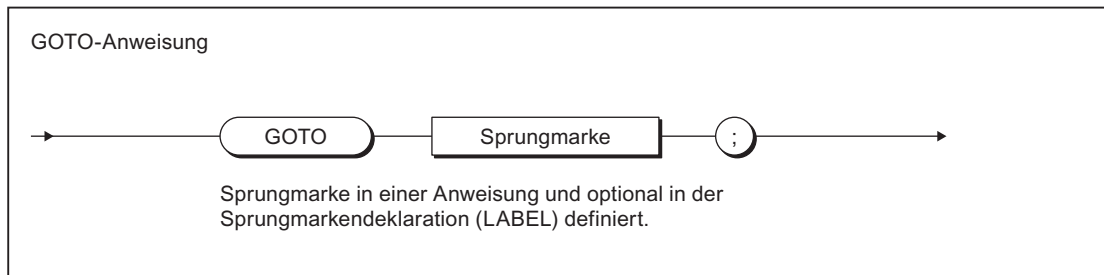 GOTO-Anweisung
GOTO Sprungmarke ;
Sprungmarke in einer Anweisung und optional in der
Sprungmarkendeklaration (LABEL) definiert.